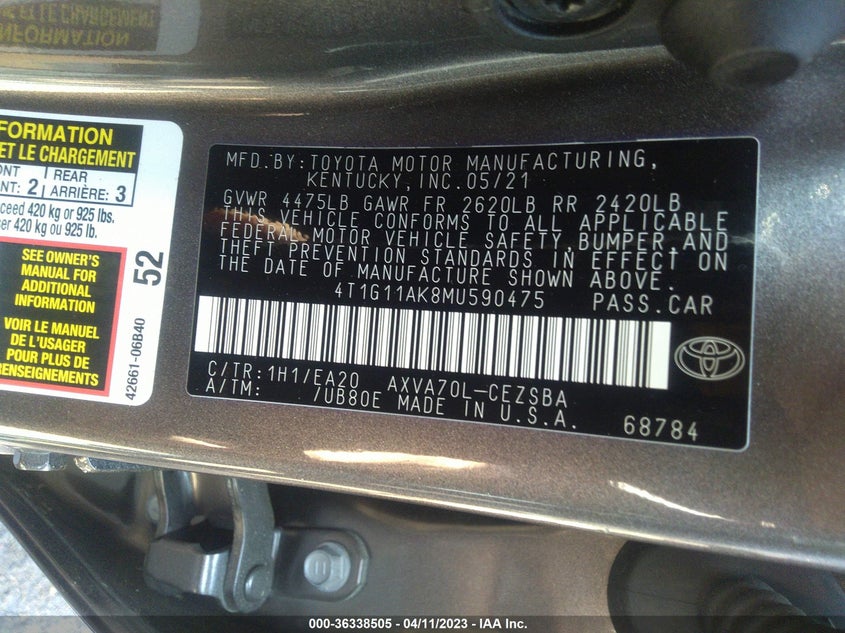 ET LE CHARGEMENT
INFORMATION
FORMATION
ET LE CHARGEMENT
REAR
2
ARRIÈRE: 3
420 kg or 925 lbs.
420 kg ou 925 lb.
SEE OWNER'S
MANUAL FOR
ADDITIONAL
INFORMATION
VOIR LE MANUEL
DE L'USAGER
POUR PLUS DE
RENSEIGNEMENTS
52
42661-06B40
MFD. BY: TOYOTA MOTOR MANUFACTURING,
KENTUCKY, INC. 05/21
GVWR 4475LB GAWR FR 2620LB RR 2420LB
THIS VEHICLE CONFORMS TO ALL APPLICABLE
FEDERAL MOTOR VEHICLE SAFETY, BUMPER, AND
THEFT PREVENTION STANDARDS IN EFFECT ON
THE DATE OF MANUFACTURE SHOWN ABOVE.
4T1G11AK8MU590475 PASS.CAR
C/TR: 1H1/EA20 AXVA70L-CEZSBA
A/TM: /UB80E MADE IN U.S.A.
68784
000-36338505 - 04/11/2023 - IAA Inc.